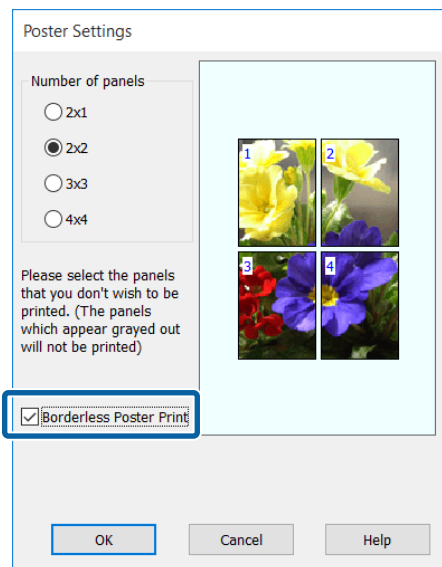 Poster Settings
Number of panels
2x1
2x2
3x3
4x4
1
2
3
4
Please select the panels
that you don't wish to be
printed. (The panels
which appear grayed out
will not be printed)
Borderless Poster Print
OK
Cancel
Help